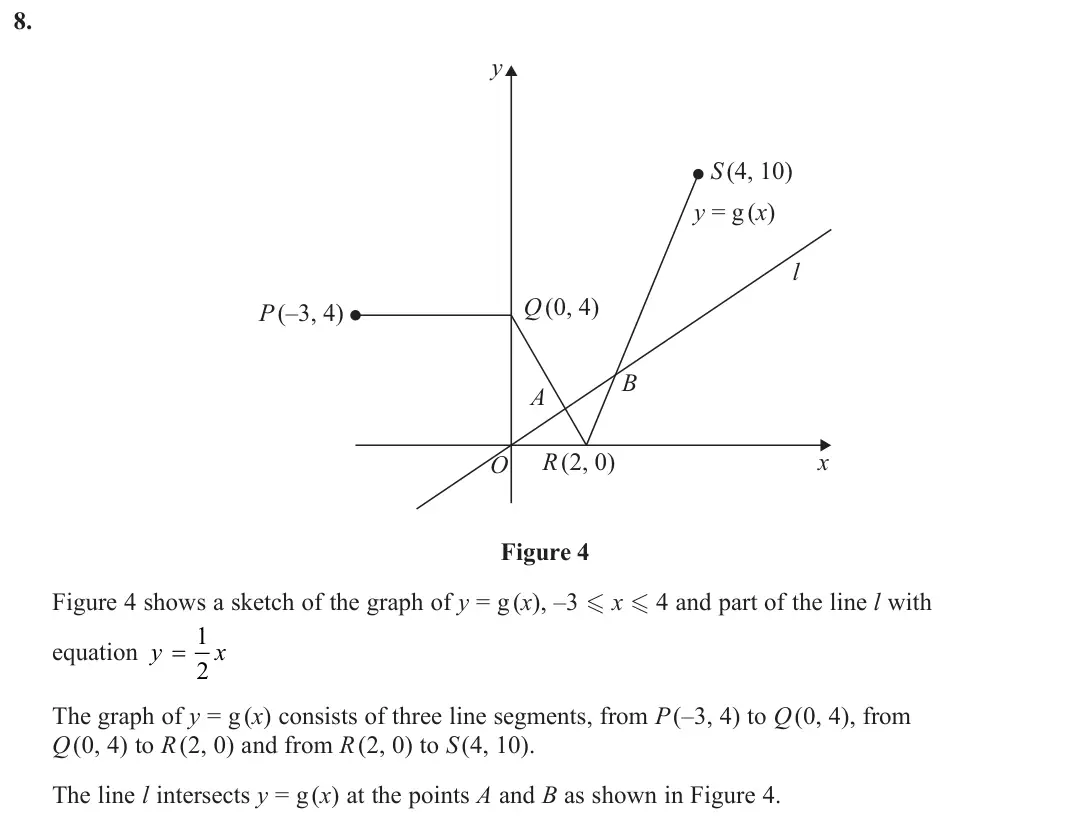 8.
y
S(4, 10)
y = g(x)
l
P(–3, 4)
Q(0, 4)
A
B
O
R(2, 0)
x
Figure 4
Figure 4 shows a sketch of the graph of y = g(x), –3 ⩽ x ⩽ 4 and part of the line l with
equation y = 1/2 x
The graph of y = g(x) consists of three line segments, from P(–3, 4) to Q(0, 4), from
Q(0, 4) to R(2, 0) and from R(2, 0) to S(4, 10).
The line l intersects y = g(x) at the points A and B as shown in Figure 4.